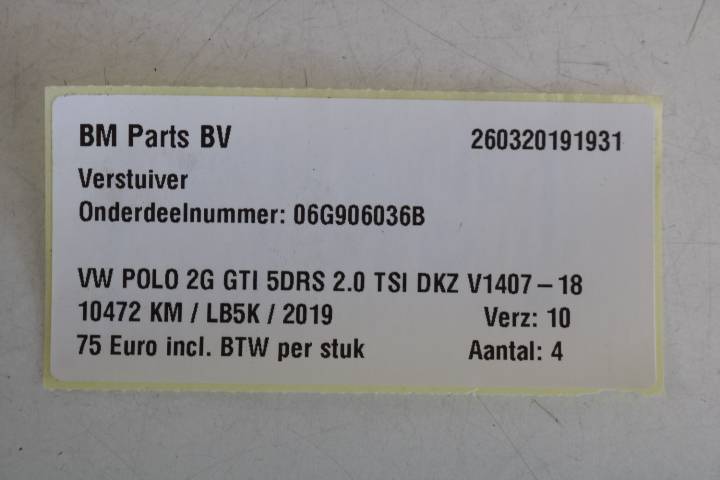 BM Parts BV 260320191931
Verstuiver
Onderdeelnummer: 06G906036B
VW POLO 2G GTI 5DRS 2.0 TSI DKZ V1407-18
10472 KM / LB5K / 2019 Verz: 10
75 Euro incl. BTW per stuk Aantal: 4